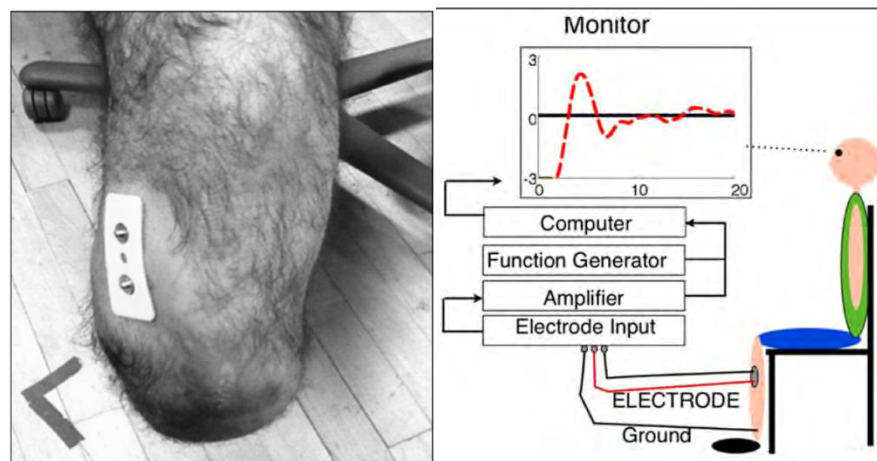 Monitor
3
0
-3
0
10
20
Computer
Function Generator
Amplifier
Electrode Input
ELECTRODE
Ground